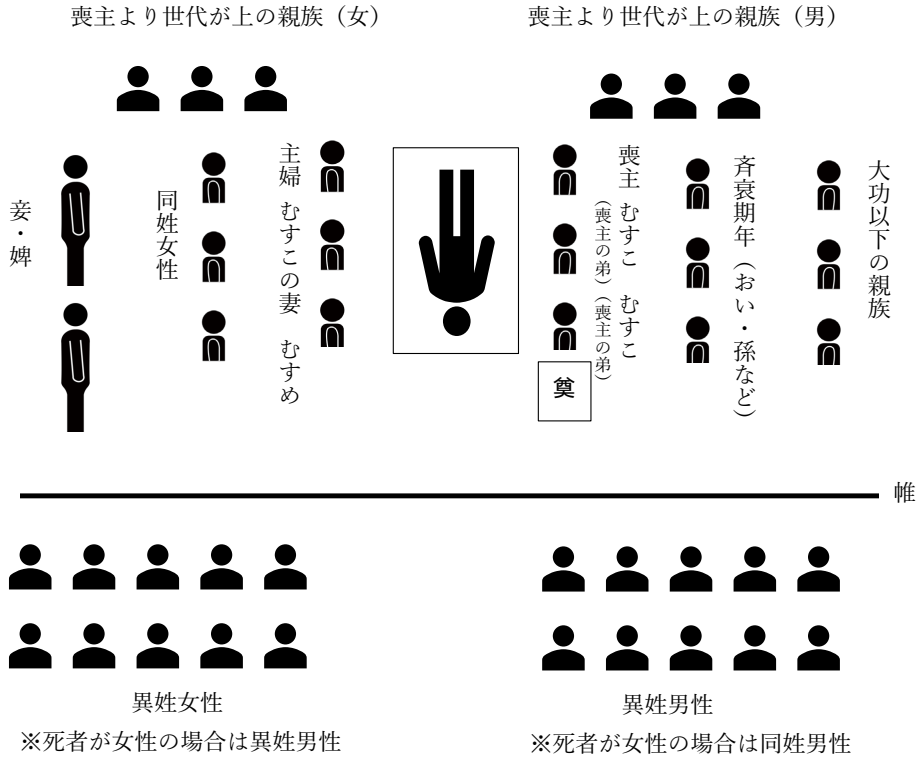 喪主より世代が上の親族（女）
喪主より世代が上の親族（男）
大功以下の親族
斉衰期年（おい・孫など）
喪主 むすこ（喪主の弟） むすこ（喪主の弟）
奠
主婦 むすこの妻 むすめ
同姓女性
妾・婢
帷
異姓女性
※死者が女性の場合は異姓男性
異姓男性
※死者が女性の場合は同姓男性